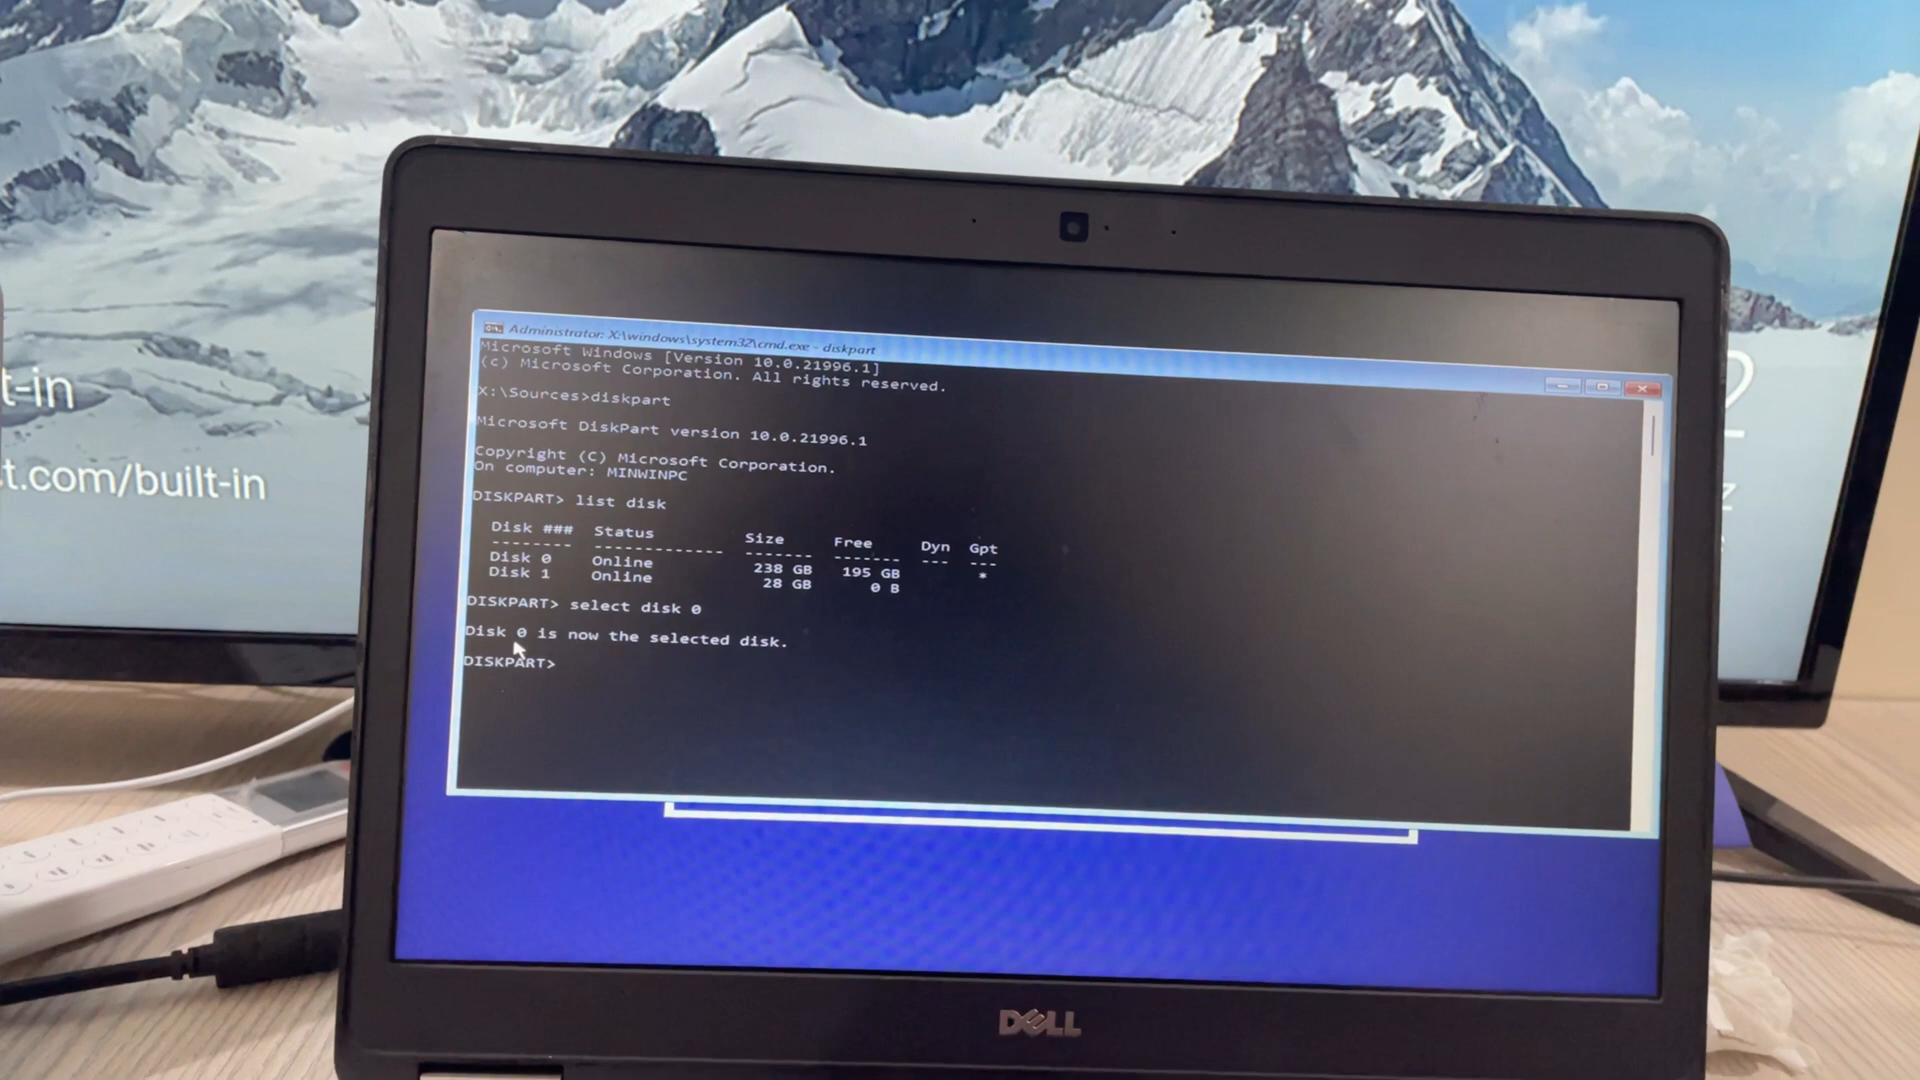 t-in
t.com/built-in
Administrator: X:\windows\system32\cmd.exe - diskpart
Microsoft Windows [Version 10.0.21996.1]
(c) Microsoft Corporation. All rights reserved.
X:\Sources>diskpart
Microsoft DiskPart version 10.0.21996.1
Copyright (C) Microsoft Corporation.
On computer: MINWINPC
DISKPART> list disk
Disk ### Status Size Free Dyn Gpt
-------- ------------- ------- ------- --- ---
Disk 0 Online 238 GB 195 GB *
Disk 1 Online 28 GB 0 B
DISKPART> select disk 0
Disk 0 is now the selected disk.
DISKPART>
DELL